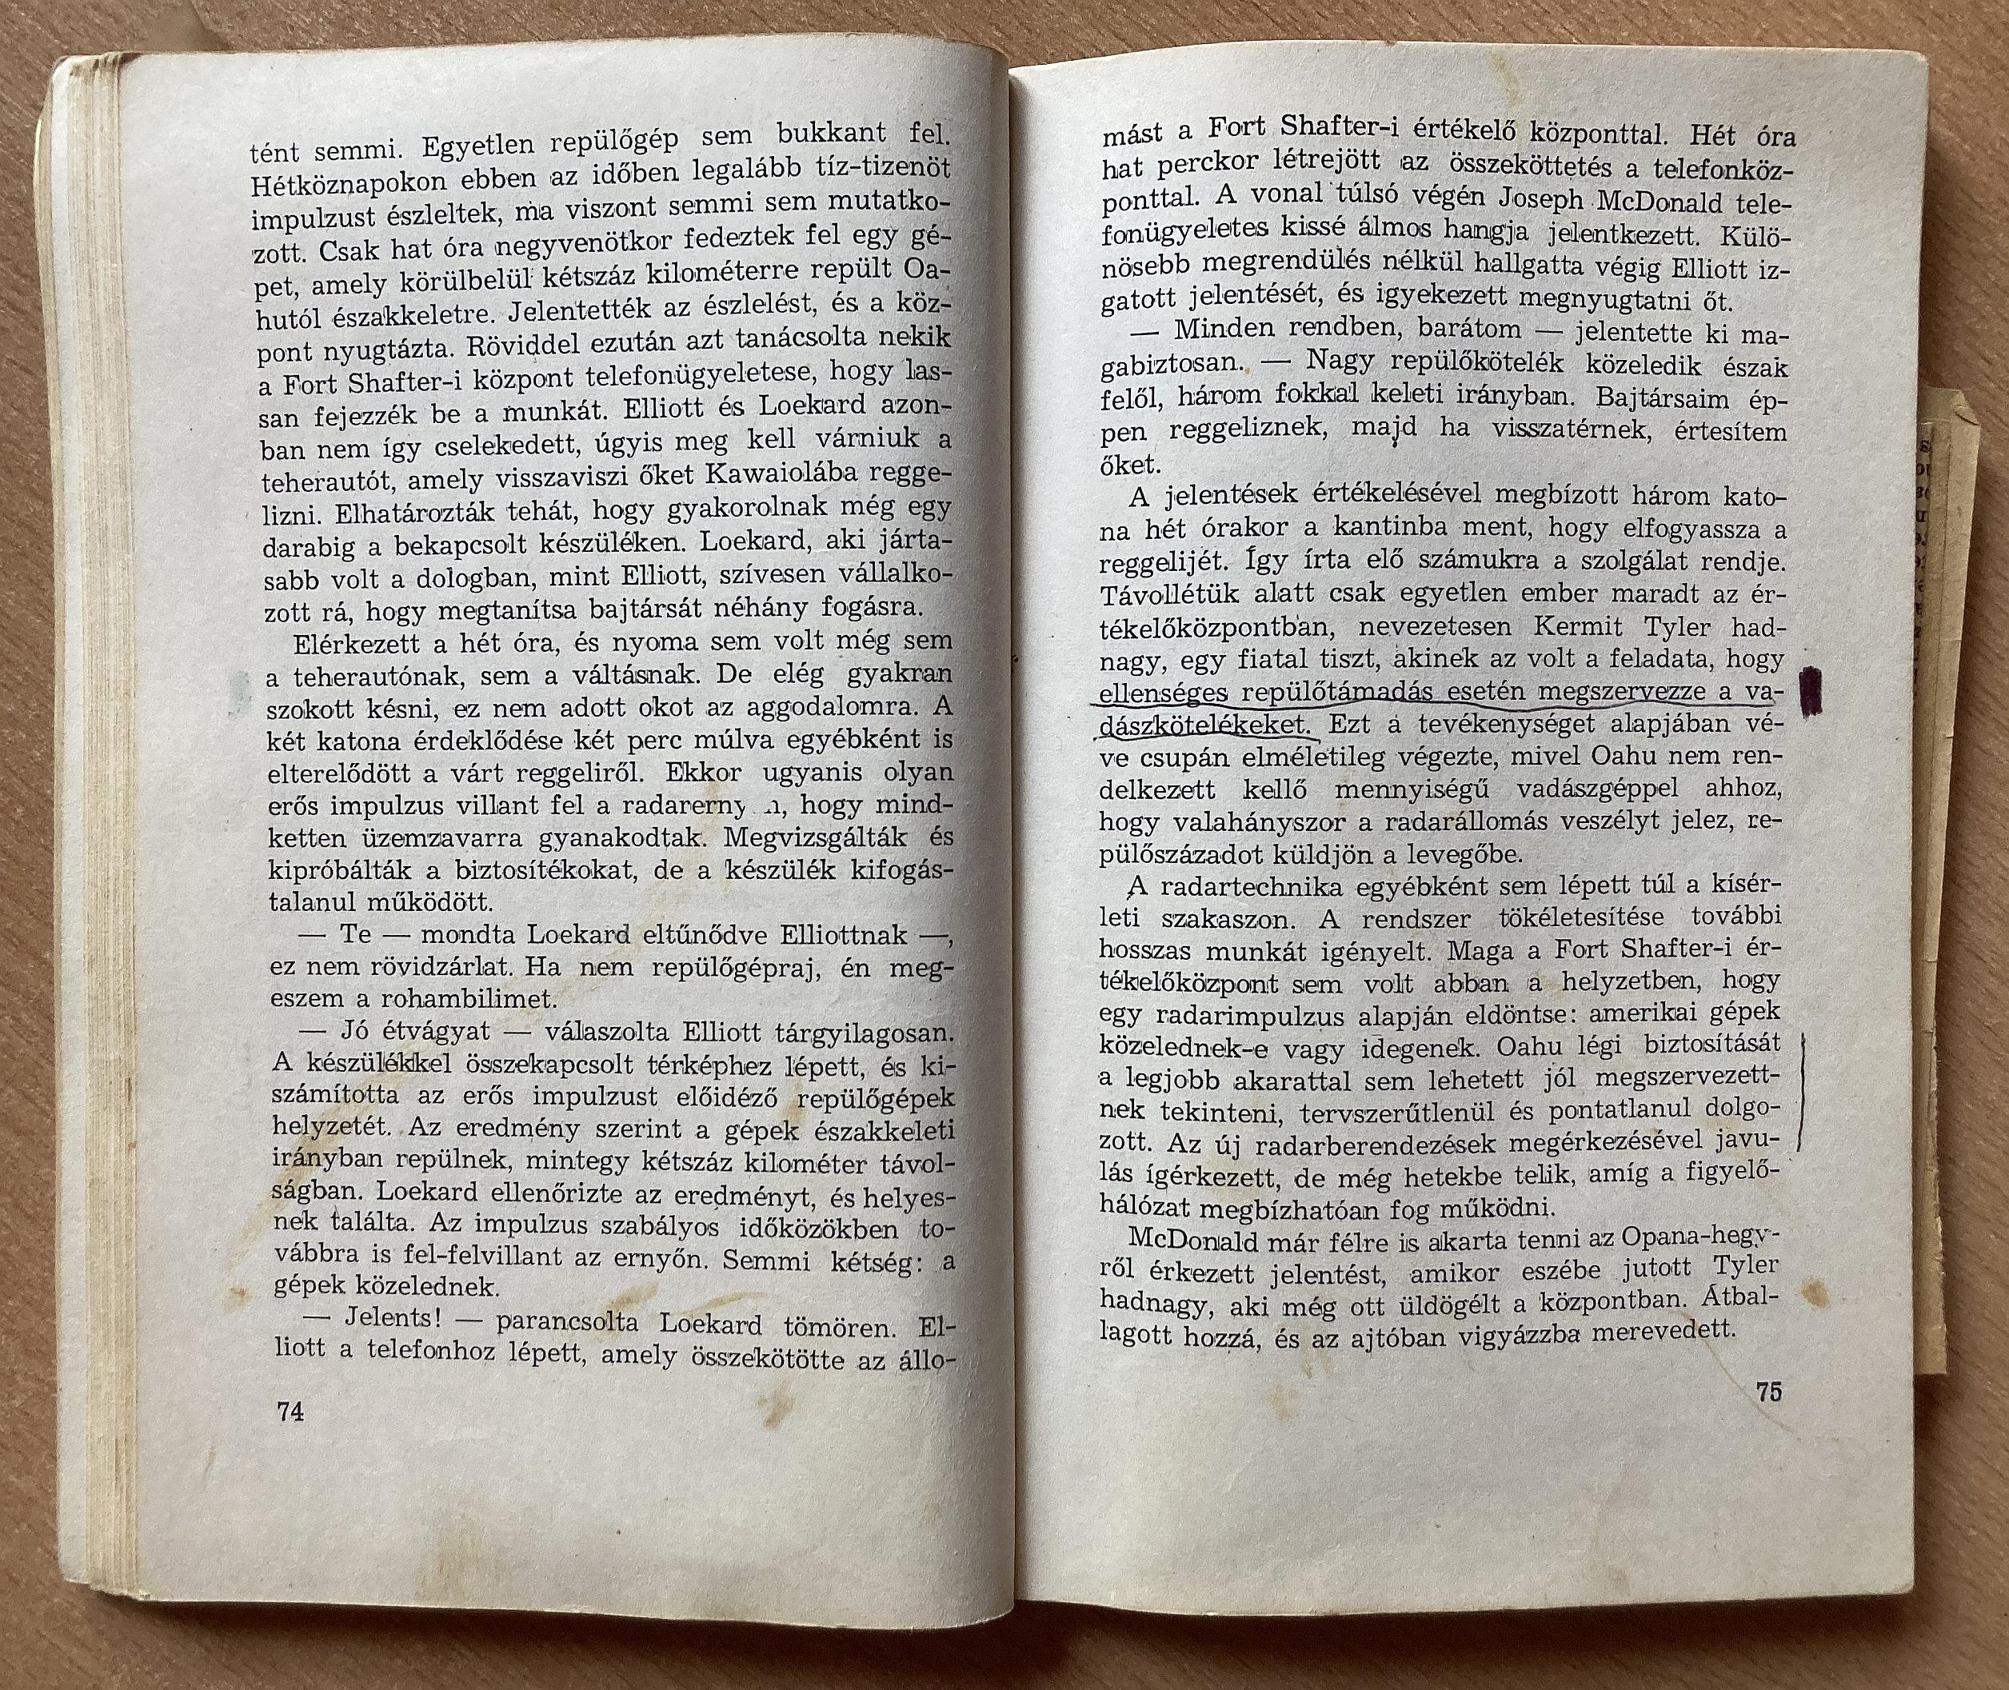 tént semmi. Egyetlen repülőgép sem bukkant fel.
Hétköznapokon ebben az időben legalább tíz-tizenöt
impulzust észleltek, ma viszont semmi sem mutatko-
zott. Csak hat óra negyvenötkor fedeztek fel egy gé-
pet, amely körülbelül kétszáz kilométerre repült Oa-
hutól északkeletre. Jelentették az észlelést, és a köz-
pont nyugtázta. Röviddel ezután azt tanácsolta nekik
a Fort Shafter-i központ telefonügyeletese, hogy las-
san fejezzék be a munkát. Elliott és Loekard azon-
ban nem így cselekedett, úgyis meg kell várniuk a
teherautót, amely visszaviszi őket Kawaiolába regge-
lizni. Elhatározták tehát, hogy gyakorolnak még egy
darabig a bekapcsolt készüléken. Loekard, aki járta-
sabb volt a dologban, mint Elliott, szívesen vállalko-
zott rá, hogy megtanítsa bajtársát néhány fogásra.
Elérkezett a hét óra, és nyoma sem volt még sem
a teherautónak, sem a váltásnak. De elég gyakran
szokott késni, ez nem adott okot az aggodalomra. A
két katona érdeklődése két perc múlva egyébként is
elterelődött a várt reggeliről. Ekkor ugyanis olyan
erős impulzus villant fel a radarerny n, hogy mind-
ketten üzemzavarra gyanakodtak. Megvizsgálták és
kipróbálták a biztosítékokat, de a készülék kifogás-
talanul működött.
— Te — mondta Loekard eltűnődve Elliottnak —,
ez nem rövidzárlat. Ha nem repülőgépraj, én meg-
eszem a rohambilimet.
— Jó étvágyat — válaszolta Elliott tárgyilagosan.
A készülékkel összekapcsolt térképhez lépett, és ki-
számította az erős impulzust előidéző repülőgépek
helyzetét. Az eredmény szerint a gépek északkeleti
irányban repülnek, mintegy kétszáz kilométer távol-
ságban. Loekard ellenőrizte az eredményt, és helyes-
nek találta. Az impulzus szabályos időközökben to-
vábbra is fel-felvillant az ernyőn. Semmi kétség: a
gépek közelednek.
— Jelents! — parancsolta Loekard tömören. El-
liott a telefonhoz lépett, amely összekötötte az állo-
74
mást a Fort Shafter-i értékelő központtal. Hét óra
hat perckor létrejött az összeköttetés a telefonköz-
ponttal. A vonal túlsó végén Joseph McDonald tele-
fonügyeletes kissé álmos hangja jelentkezett. Külö-
nösebb megrendülés nélkül hallgatta végig Elliott iz-
gatott jelentését, és igyekezett megnyugtatni őt.
— Minden rendben, barátom — jelentette ki ma-
gabiztosan. — Nagy repülőkötelék közeledik észak
felől, három fokkal keleti irányban. Bajtársaim ép-
pen reggeliznek, majd ha visszatérnek, értesítem
őket.
A jelentések értékelésével megbízott három kato-
na hét órakor a kantinba ment, hogy elfogyassza a
reggelijét. Így írta elő számukra a szolgálat rendje.
Távollétük alatt csak egyetlen ember maradt az ér-
tékelőközpontban, nevezetesen Kermit Tyler had-
nagy, egy fiatal tiszt, akinek az volt a feladata, hogy
ellenséges repülőtámadás esetén megszervezze a va-
dászkötelékeket. Ezt a tevékenységet alapjában vé-
ve csupán elméletileg végezte, mivel Oahu nem ren-
delkezett kellő mennyiségű vadászgéppel ahhoz,
hogy valahányszor a radarállomás veszélyt jelez, re-
pülőszázadot küldjön a levegőbe.
A radartechnika egyébként sem lépett túl a kísér-
leti szakaszon. A rendszer tökéletesítése további
hosszas munkát igényelt. Maga a Fort Shafter-i ér-
tékelőközpont sem volt abban a helyzetben, hogy
egy radarimpulzus alapján eldöntse: amerikai gépek
közelednek-e vagy idegenek. Oahu légi biztosítását
a legjobb akarattal sem lehetett jól megszervezett-
nek tekinteni, tervszerűtlenül és pontatlanul dolgo-
zott. Az új radarberendezések megérkezésével javu-
lás ígérkezett, de még hetekbe telik, amíg a figyelő-
hálózat megbízhatóan fog működni.
McDonald már félre is akarta tenni az Opana-hegy-
ről érkezett jelentést, amikor eszébe jutott Tyler
hadnagy, aki még ott üldögélt a központban. Átbal-
lagott hozzá, és az ajtóban vigyázzba merevedett.
75